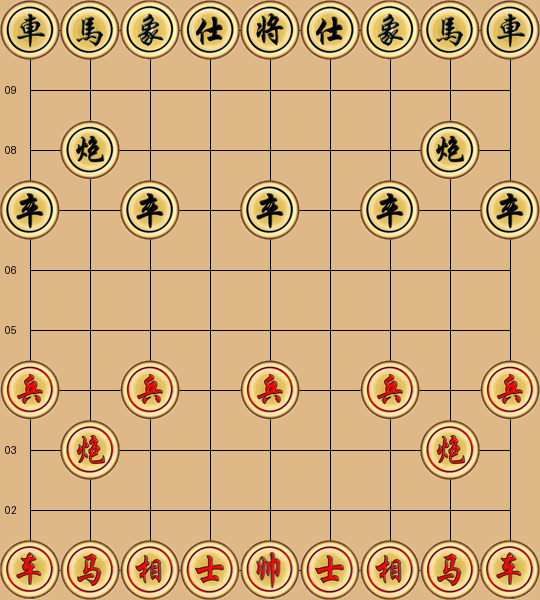 車 馬 象 仕 将 仕 象 馬 車
09
08 炮 炮
卒 卒 卒 卒 卒
06
05
兵 兵 兵 兵 兵
03 炮 炮
02
车 马 相 士 帅 士 相 马 车